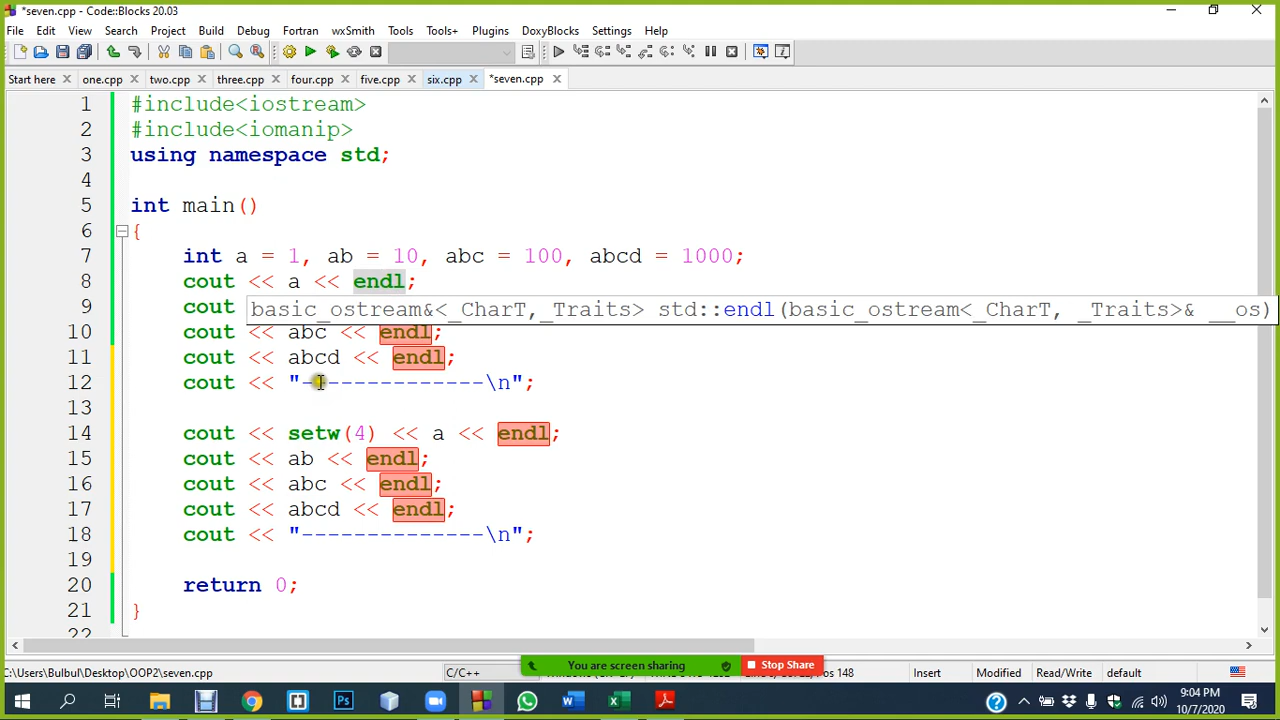 *seven.cpp - Code::Blocks 20.03
File Edit View Search Project Build Debug Fortran wxSmith Tools Tools+ Plugins DoxyBlocks Settings Help
Start here one.cpp two.cpp three.cpp four.cpp five.cpp six.cpp *seven.cpp
1 #include<iostream>
2 #include<iomanip>
3 using namespace std;
4
5 int main()
6 {
7 int a = 1, ab = 10, abc = 100, abcd = 1000;
8 cout << a << endl;
9 cout
basic_ostream&<_CharT,_Traits> std::endl(basic_ostream<_CharT, _Traits>& __os)
10 cout << abc << endl;
11 cout << abcd << endl;
12 cout << "--------------\n";
13
14 cout << setw(4) << a << endl;
15 cout << ab << endl;
16 cout << abc << endl;
17 cout << abcd << endl;
18 cout << "--------------\n";
19
20 return 0;
21 }
22
You are screen sharing Stop Share
C:\Users\Bulbul\Desktop\OOP2\seven.cpp C/C++ Pos 148 Insert Modified Read/Write default
9:04 PM
10/7/2020